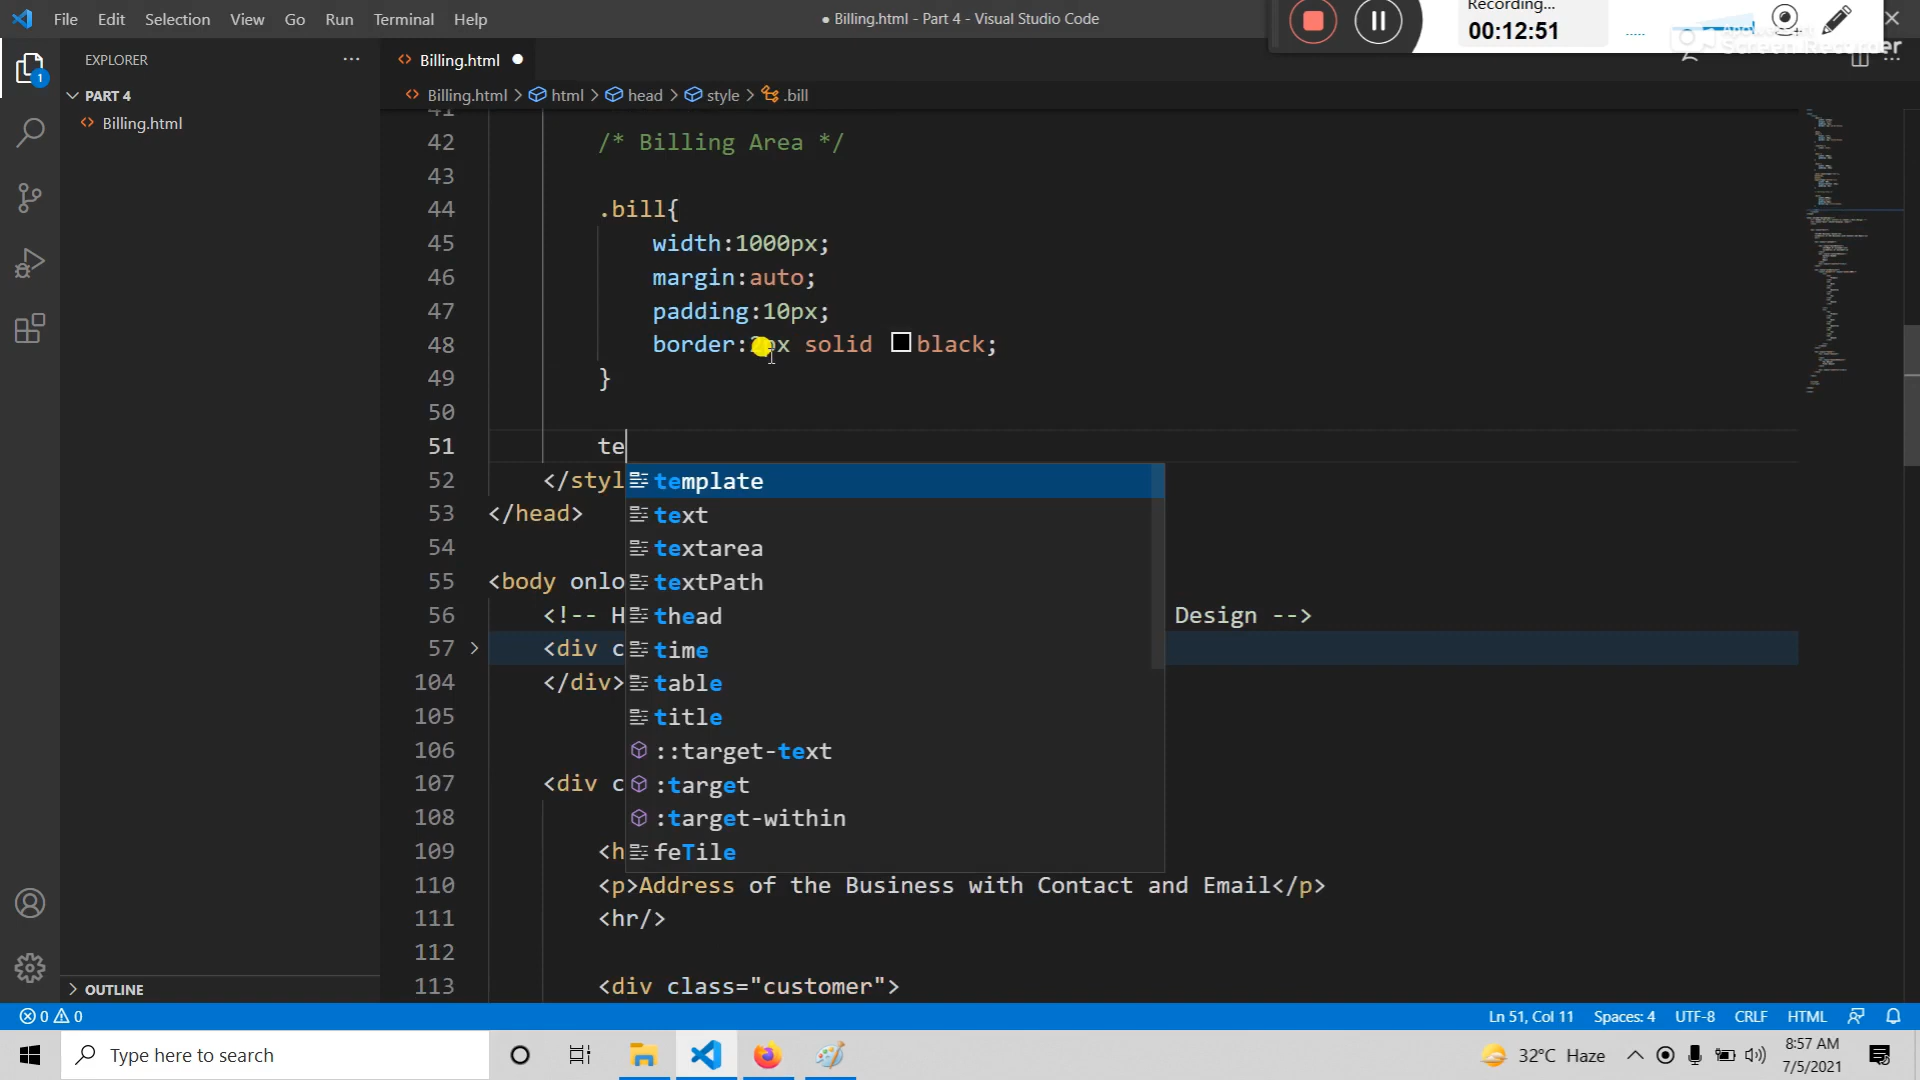 File Edit Selection View Go Run Terminal Help
● Billing.html - Part 4 - Visual Studio Code
Recording...
00:12:51
Screen Recorder
EXPLORER
PART 4
Billing.html
1
OUTLINE
Billing.html
Billing.html > html > head > style > .bill
41
42 /* Billing Area */
43
44 .bill{
45 width:1000px;
46 margin:auto;
47 padding:10px;
48 border:2px solid black;
49 }
50
51 te
52 </styl
53 </head>
54
55 <body onlo
56 <!-- H Design -->
57 <div c
104 </div>
105
106
107 <div c
108
109 <h
110 <p>Address of the Business with Contact and Email</p>
111 <hr/>
112
113 <div class="customer">
template
text
textarea
textPath
thead
time
table
title
::target-text
:target
:target-within
feTile
0 0
Ln 51, Col 11 Spaces: 4 UTF-8 CRLF HTML
Type here to search
32°C Haze
8:57 AM
7/5/2021